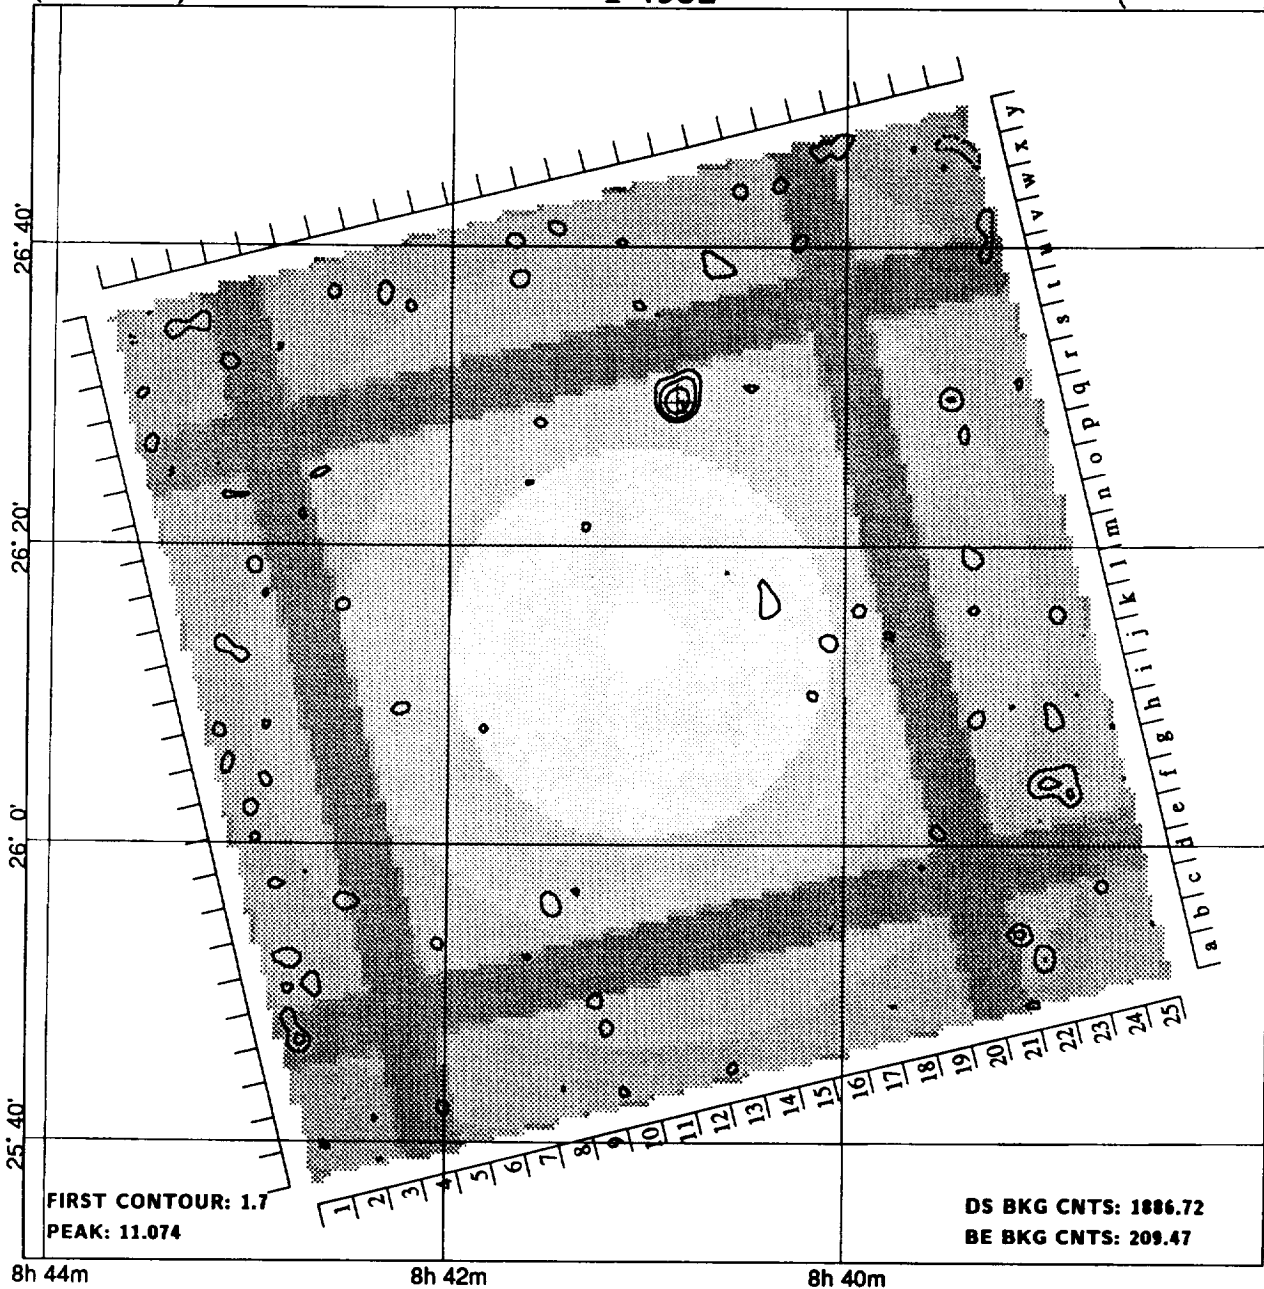 26° 40'
26° 20'
26° 0'
25° 40'
y
x
w
v
u
t
s
r
q
p
o
n
m
l
k
j
i
h
g
f
e
d
c
b
a
1
2
3
4
5
6
7
8
9
10
11
12
13
14
15
16
17
18
19
20
21
22
23
24
25
FIRST CONTOUR: 1.7
PEAK: 11.074
DS BKG CNTS: 1886.72
BE BKG CNTS: 209.47
8h 44m
8h 42m
8h 40m